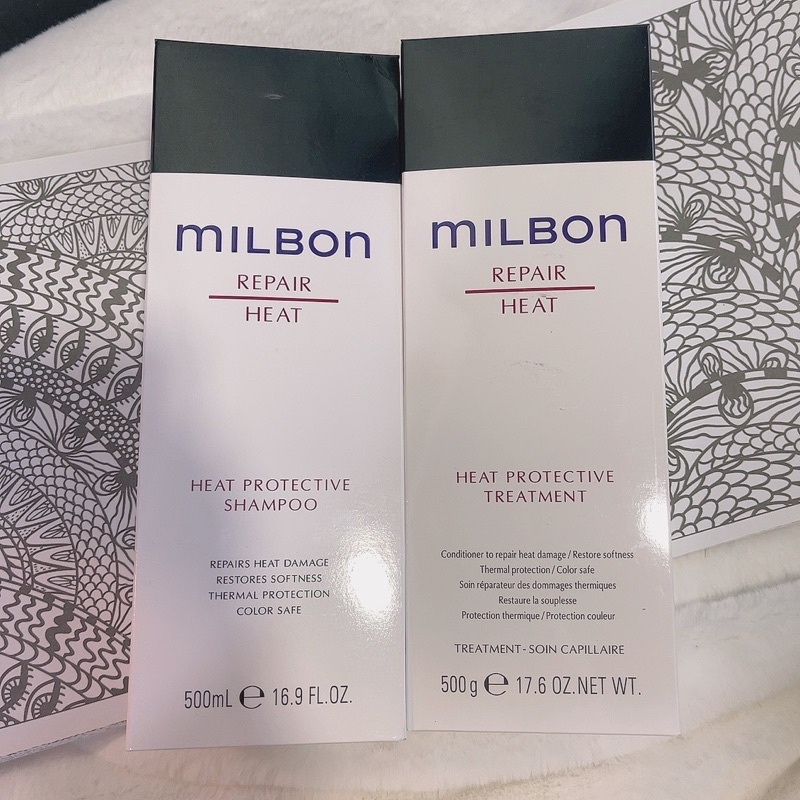 mILBOn
REPAIR
HEAT
HEAT PROTECTIVE
SHAMPOO
REPAIRS HEAT DAMAGE
RESTORES SOFTNESS
THERMAL PROTECTION
COLOR SAFE
500mL ℮ 16.9 FL.OZ.
mILBOn
REPAIR
HEAT
HEAT PROTECTIVE
TREATMENT
Conditioner to repair heat damage / Restore softness
Thermal protection / Color safe
Soin réparateur des dommages thermiques
Restaure la souplesse
Protection thermique / Protection couleur
TREATMENT - SOIN CAPILLAIRE
500 g ℮ 17.6 OZ.NET WT.